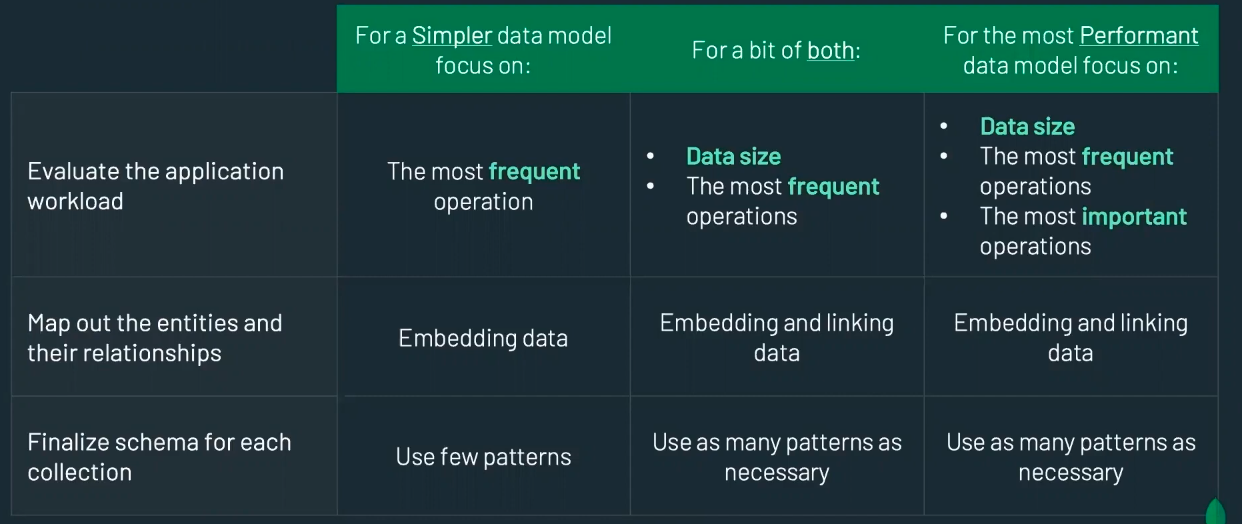 For a Simpler data model
focus on:
For a bit of both:
For the most Performant
data model focus on:
Evaluate the application
workload
The most frequent
operation
• Data size
• The most frequent
operations
• Data size
• The most frequent
operations
• The most important
operations
Map out the entities and
their relationships
Embedding data
Embedding and linking
data
Embedding and linking
data
Finalize schema for each
collection
Use few patterns
Use as many patterns as
necessary
Use as many patterns as
necessary